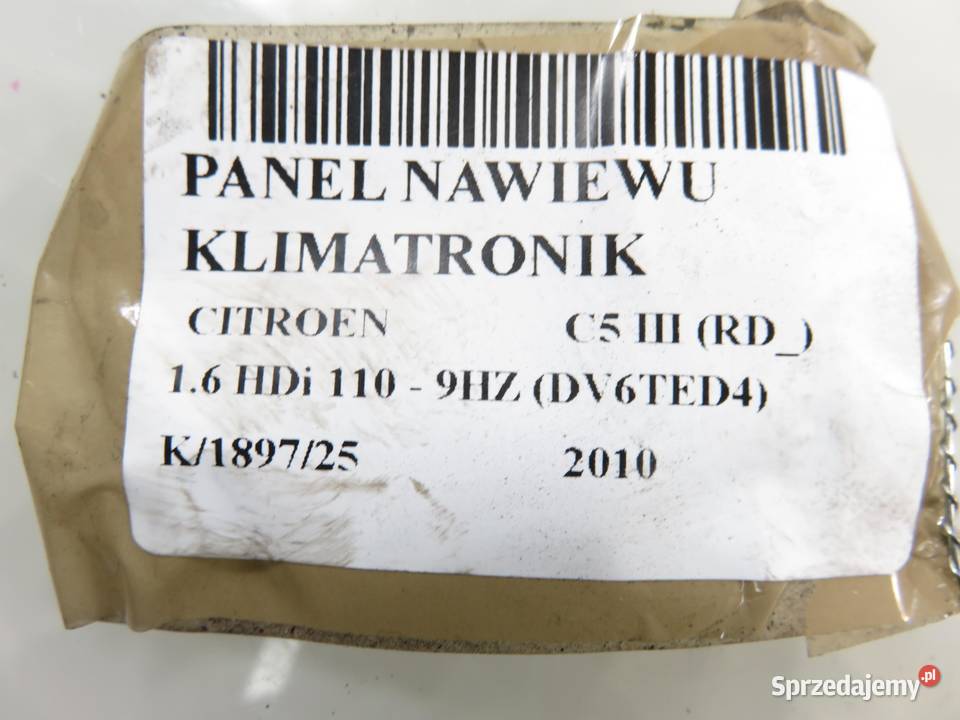 PANEL NAWIEWU
KLIMATRONIK
CITROEN C5 III (RD_)
1.6 HDi 110 - 9HZ (DV6TED4)
K/1897/25 2010
Sprzedajemy.pl